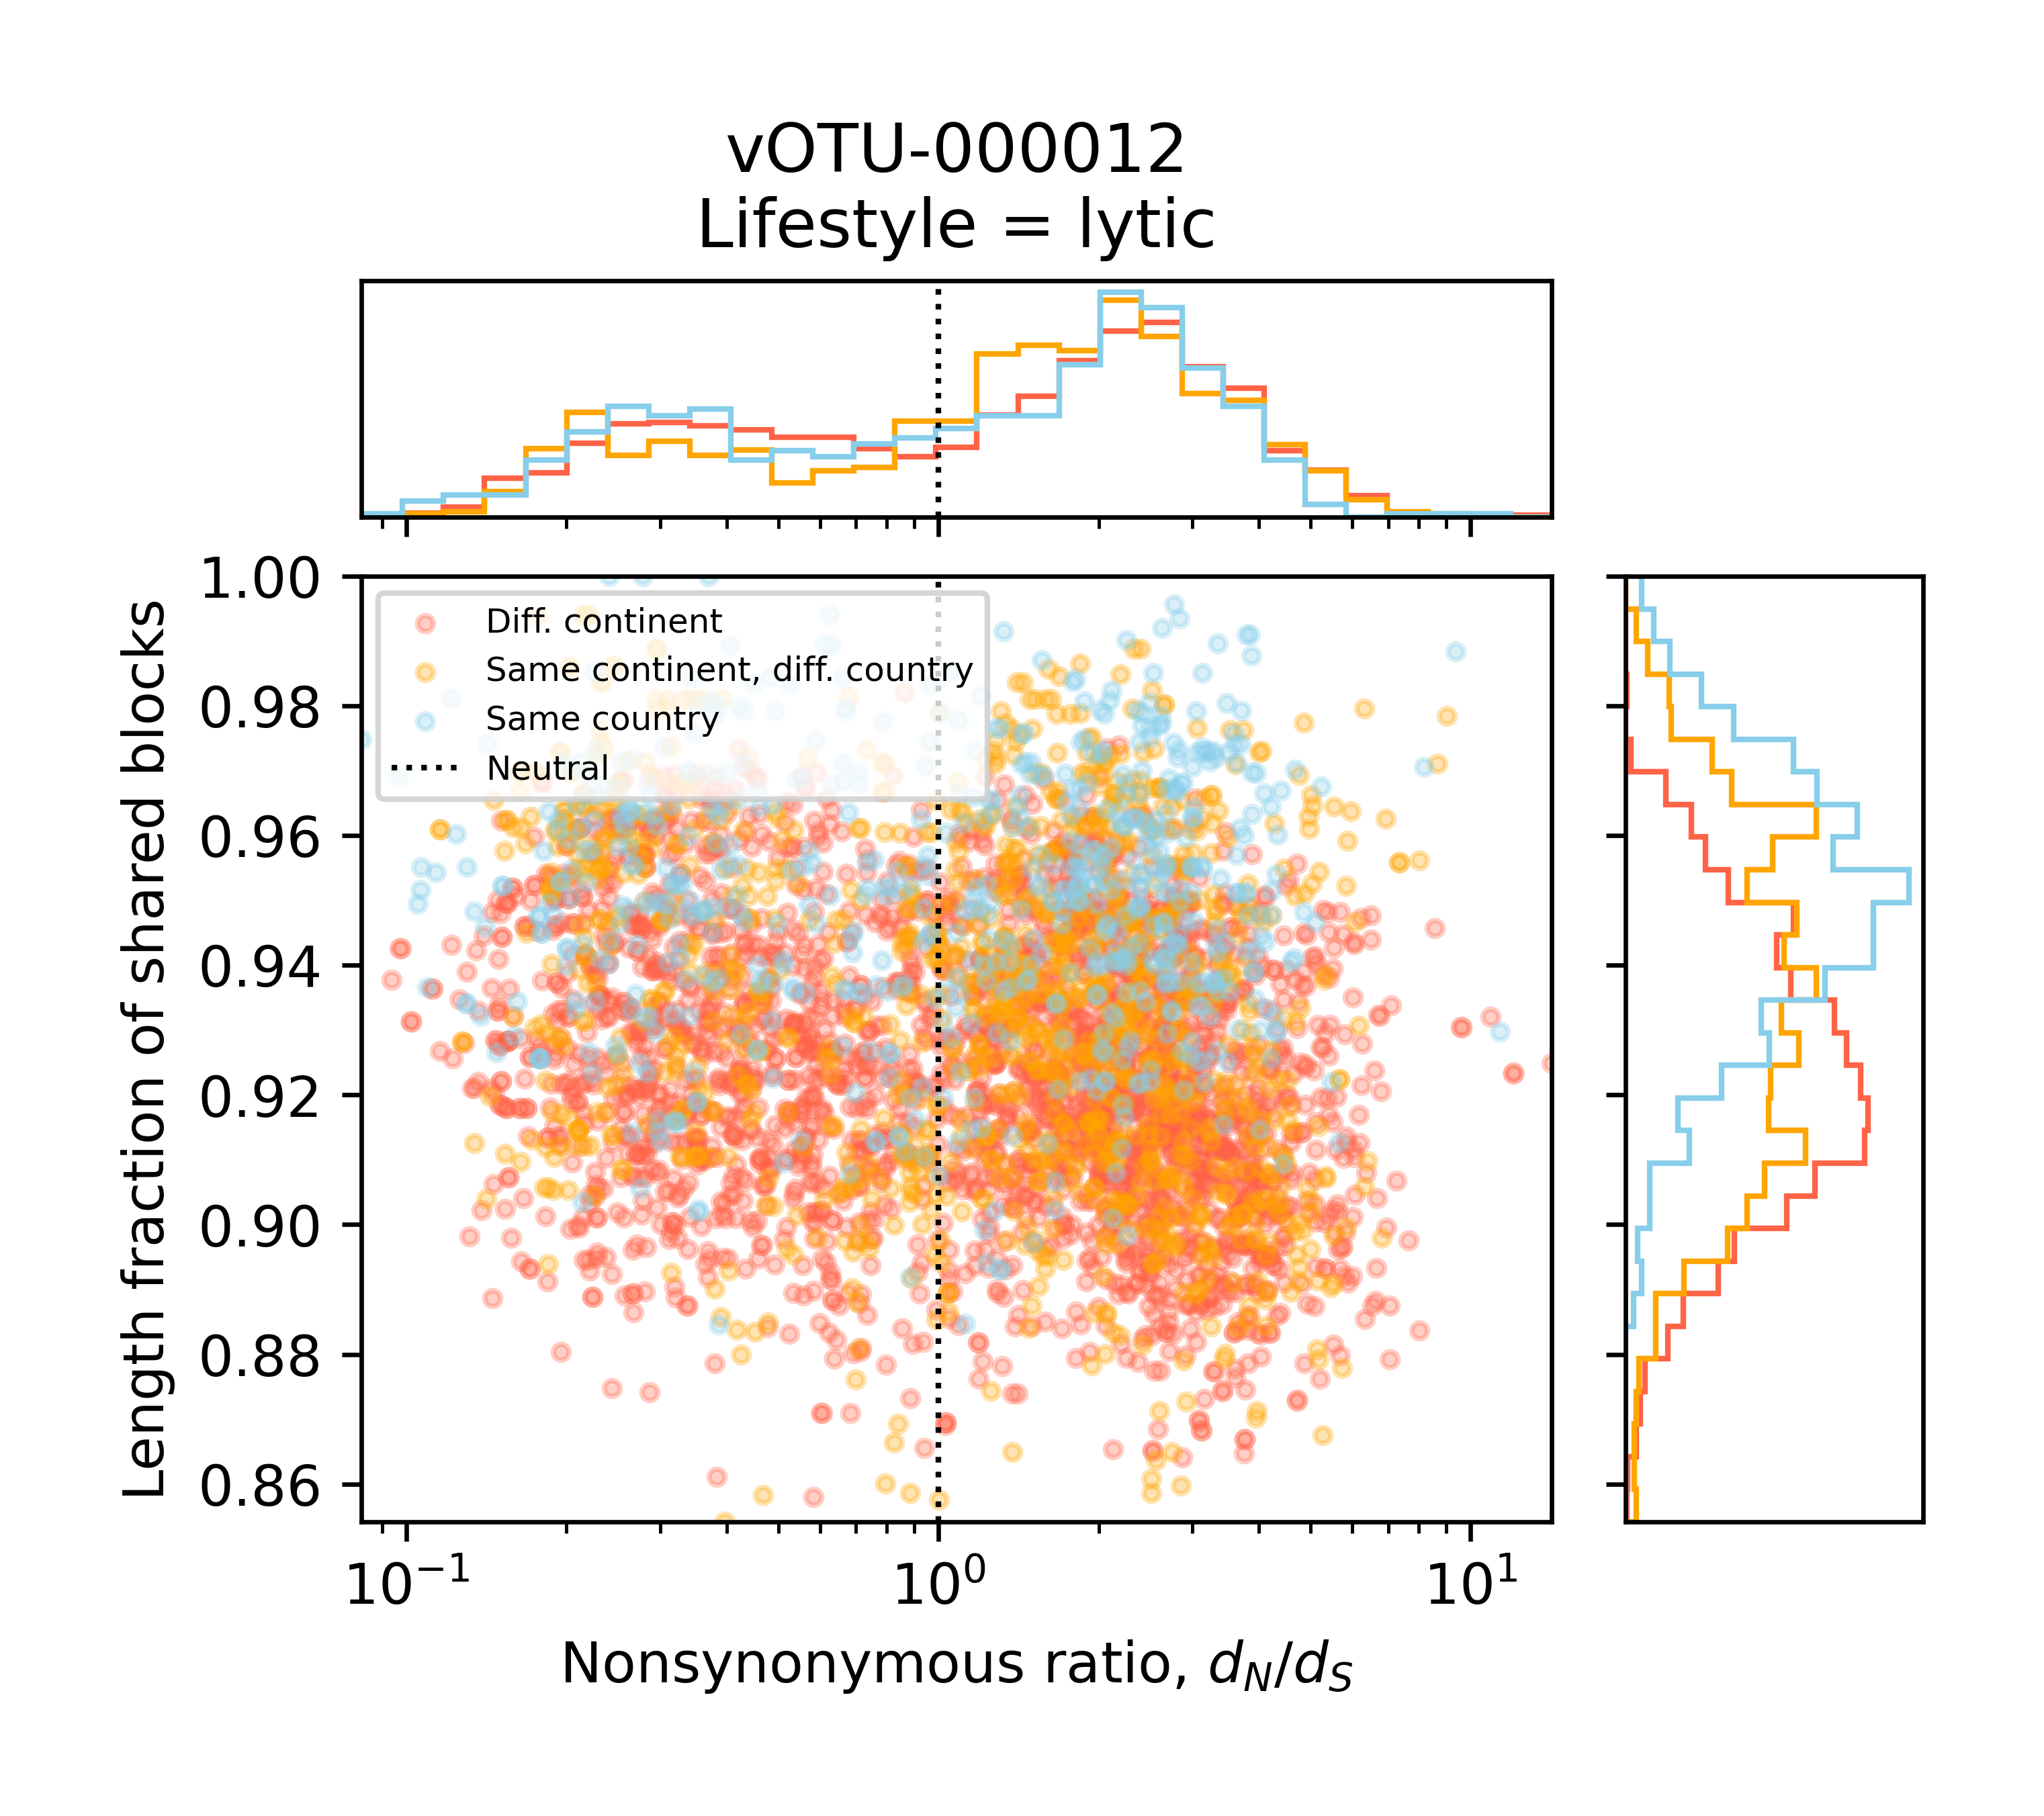 vOTU-000012
Lifestyle = lytic
1.00
0.98
0.96
0.94
0.92
0.90
0.88
0.86
Length fraction of shared blocks
Diff. continent
Same continent, diff. country
Same country
Neutral
10⁻¹
10⁰
10¹
Nonsynonymous ratio, d_N/d_S